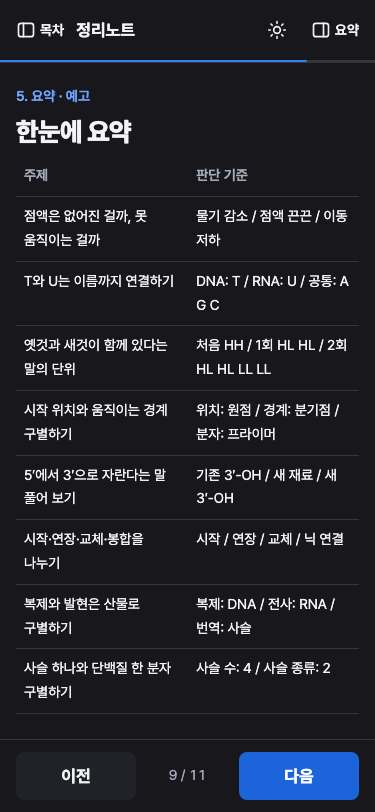 목차 정리노트 요약
5. 요약 · 예고
한눈에 요약
주제 판단 기준
점액은 없어진 걸까, 못
움직이는 걸까
물기 감소 / 점액 끈끈 / 이동
저하
T와 U는 이름까지 연결하기
DNA: T / RNA: U / 공통: A
G C
옛것과 새것이 함께 있다는
말의 단위
처음 HH / 1회 HL HL / 2회
HL HL LL LL
시작 위치와 움직이는 경계
구별하기
위치: 원점 / 경계: 분기점 /
분자: 프라이머
5′에서 3′으로 자란다는 말
풀어 보기
기존 3′-OH / 새 재료 / 새
3′-OH
시작·연장·교체·봉합을
나누기
시작 / 연장 / 교체 / 닉 연결
복제와 발현은 산물로
구별하기
복제: DNA / 전사: RNA /
번역: 사슬
사슬 하나와 단백질 한 분자
구별하기
사슬 수: 4 / 사슬 종류: 2
이전 9 / 11 다음